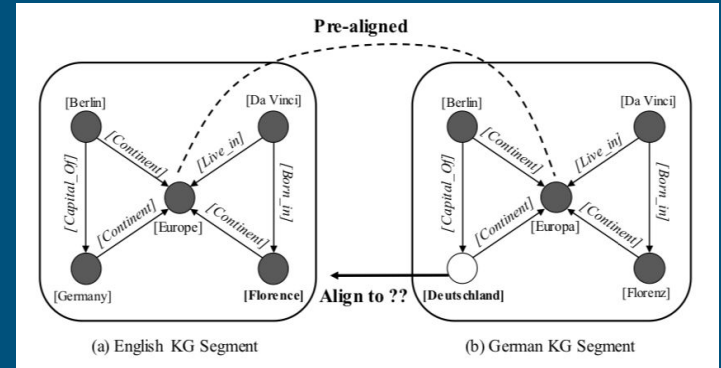 Pre-aligned
[Berlin]
[Da Vinci]
[Continent]
[Live_in]
[Capital_Of]
[Born_in]
[Continent]
[Europe]
[Continent]
[Germany]
[Florence]
(a) English KG Segment
Align to ??
[Berlin]
[Da Vinci]
[Continent]
[Live_in]
[Capital_Of]
[Born_in]
[Continent]
[Europa]
[Continent]
[Deutschland]
[Florenz]
(b) German KG Segment